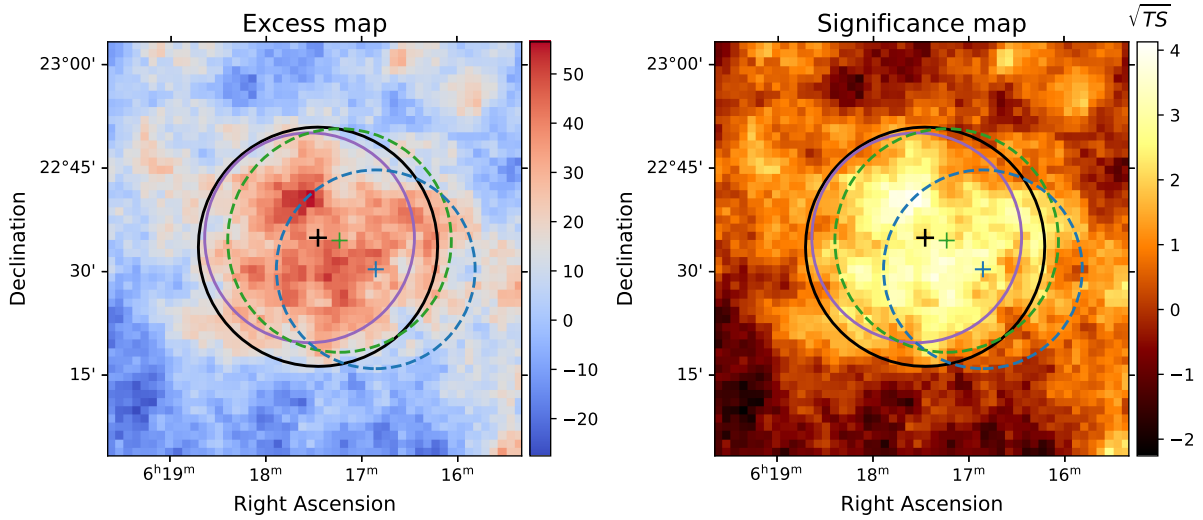 Excess map
Significance map
√TS
23°00'
22°45'
30'
15'
Declination
6ʰ19ᵐ
18ᵐ
17ᵐ
16ᵐ
Right Ascension
50
40
30
20
10
0
−10
−20
23°00'
22°45'
30'
15'
Declination
6ʰ19ᵐ
18ᵐ
17ᵐ
16ᵐ
Right Ascension
4
3
2
1
0
−1
−2